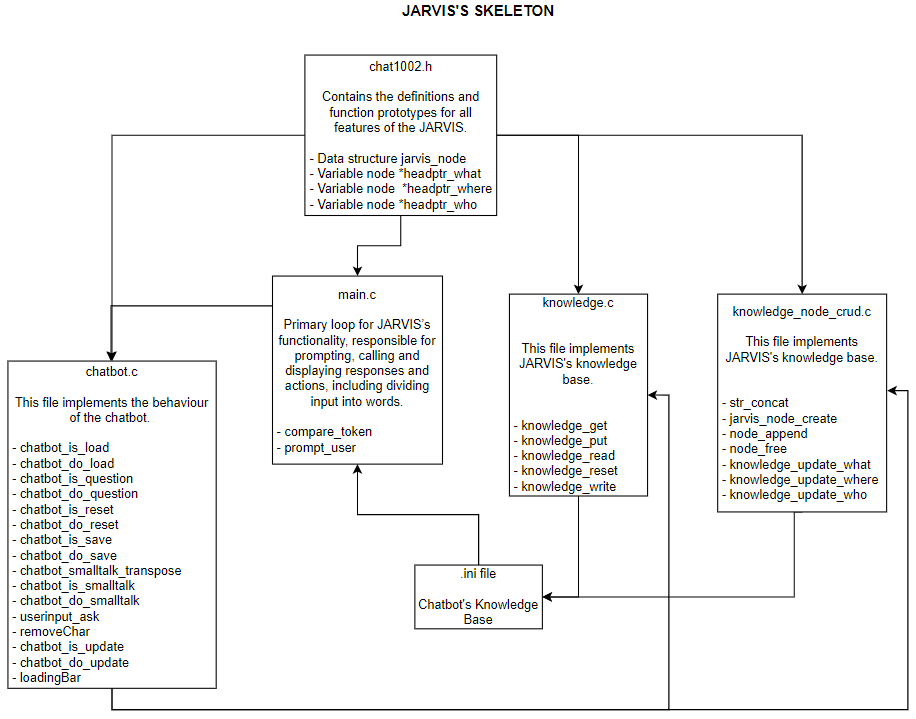 JARVIS'S SKELETON
chat1002.h
Contains the definitions and
function prototypes for all
features of the JARVIS.
- Data structure jarvis_node
- Variable node *headptr_what
- Variable node  *headptr_where
- Variable node *headptr_who
main.c
Primary loop for JARVIS's
functionality, responsible for
prompting, calling and
displaying responses and
actions, including dividing
input into words.
- compare_token
- prompt_user
knowledge.c
This file implements
JARVIS's knowledge
base.
- knowledge_get
- knowledge_put
- knowledge_read
- knowledge_reset
- knowledge_write
knowledge_node_crud.c
This file implements
JARVIS's knowledge base.
- str_concat
- jarvis_node_create
- node_append
- node_free
- knowledge_update_what
- knowledge_update_where
- knowledge_update_who
chatbot.c
This file implements the behaviour
of the chatbot.
- chatbot_is_load
- chatbot_do_load
- chatbot_is_question
- chatbot_do_question
- chatbot_is_reset
- chatbot_do_reset
- chatbot_is_save
- chatbot_do_save
- chatbot_smalltalk_transpose
- chatbot_is_smalltalk
- chatbot_do_smalltalk
- userinput_ask
- removeChar
- chatbot_is_update
- chatbot_do_update
- loadingBar
.ini file
Chatbot's Knowledge
Base